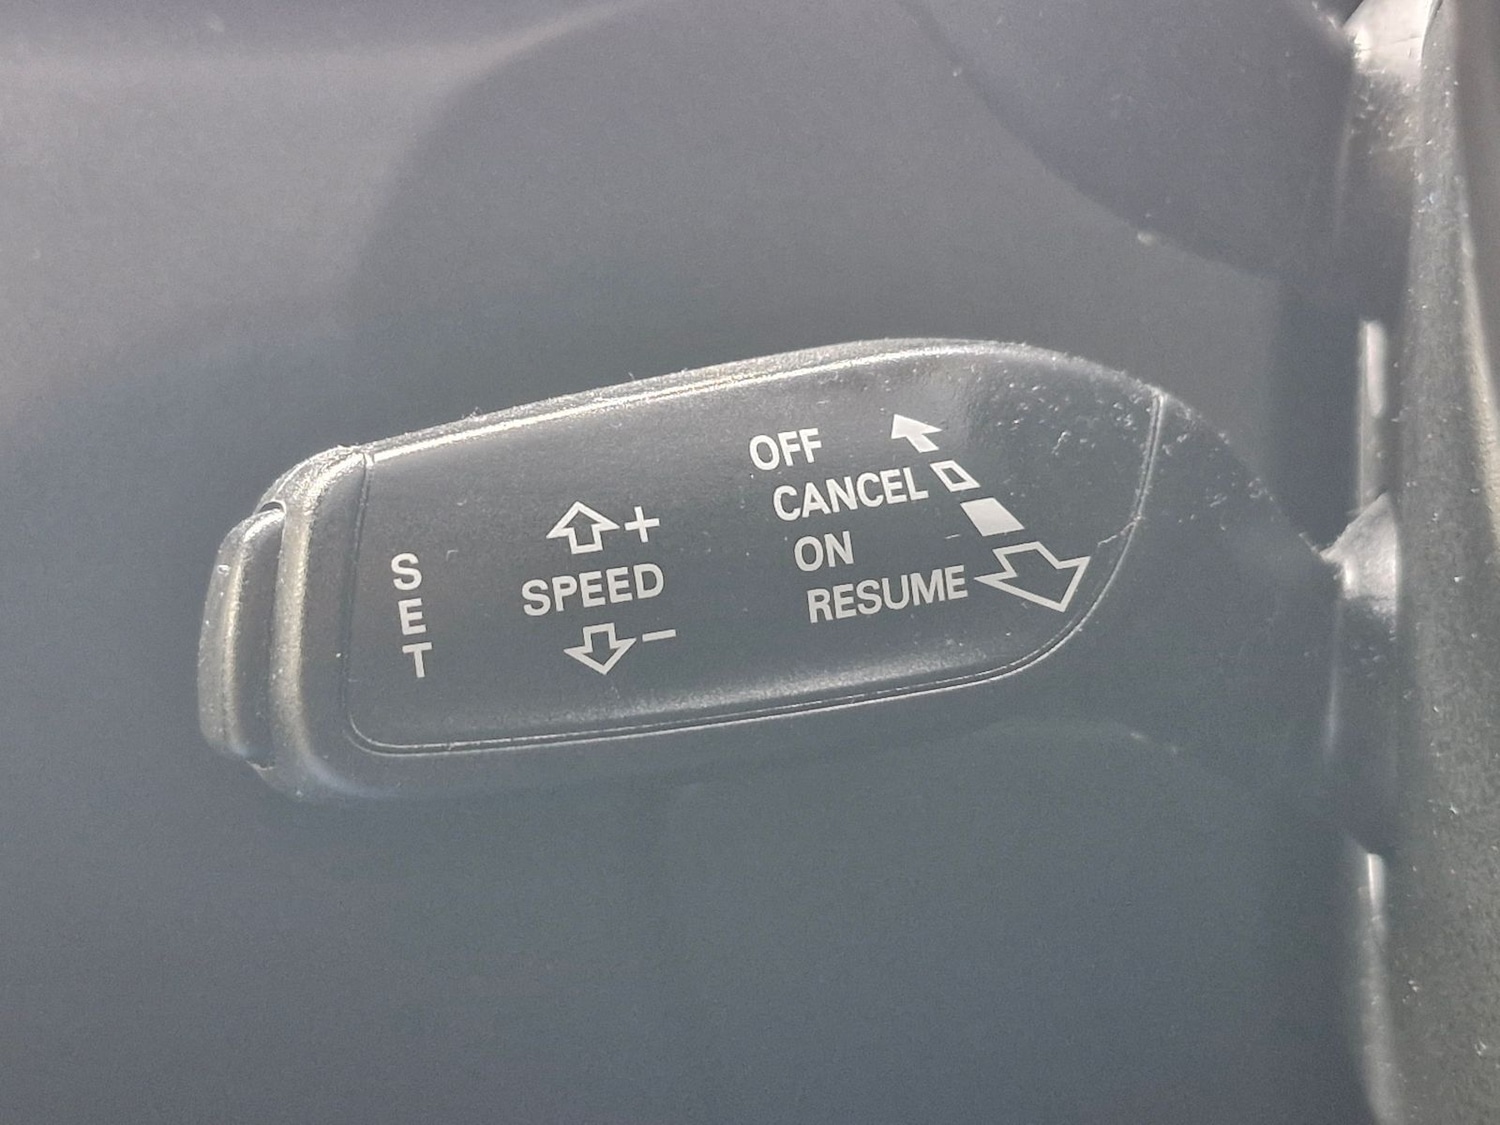 SET
+
SPEED
−
OFF
CANCEL
ON
RESUME